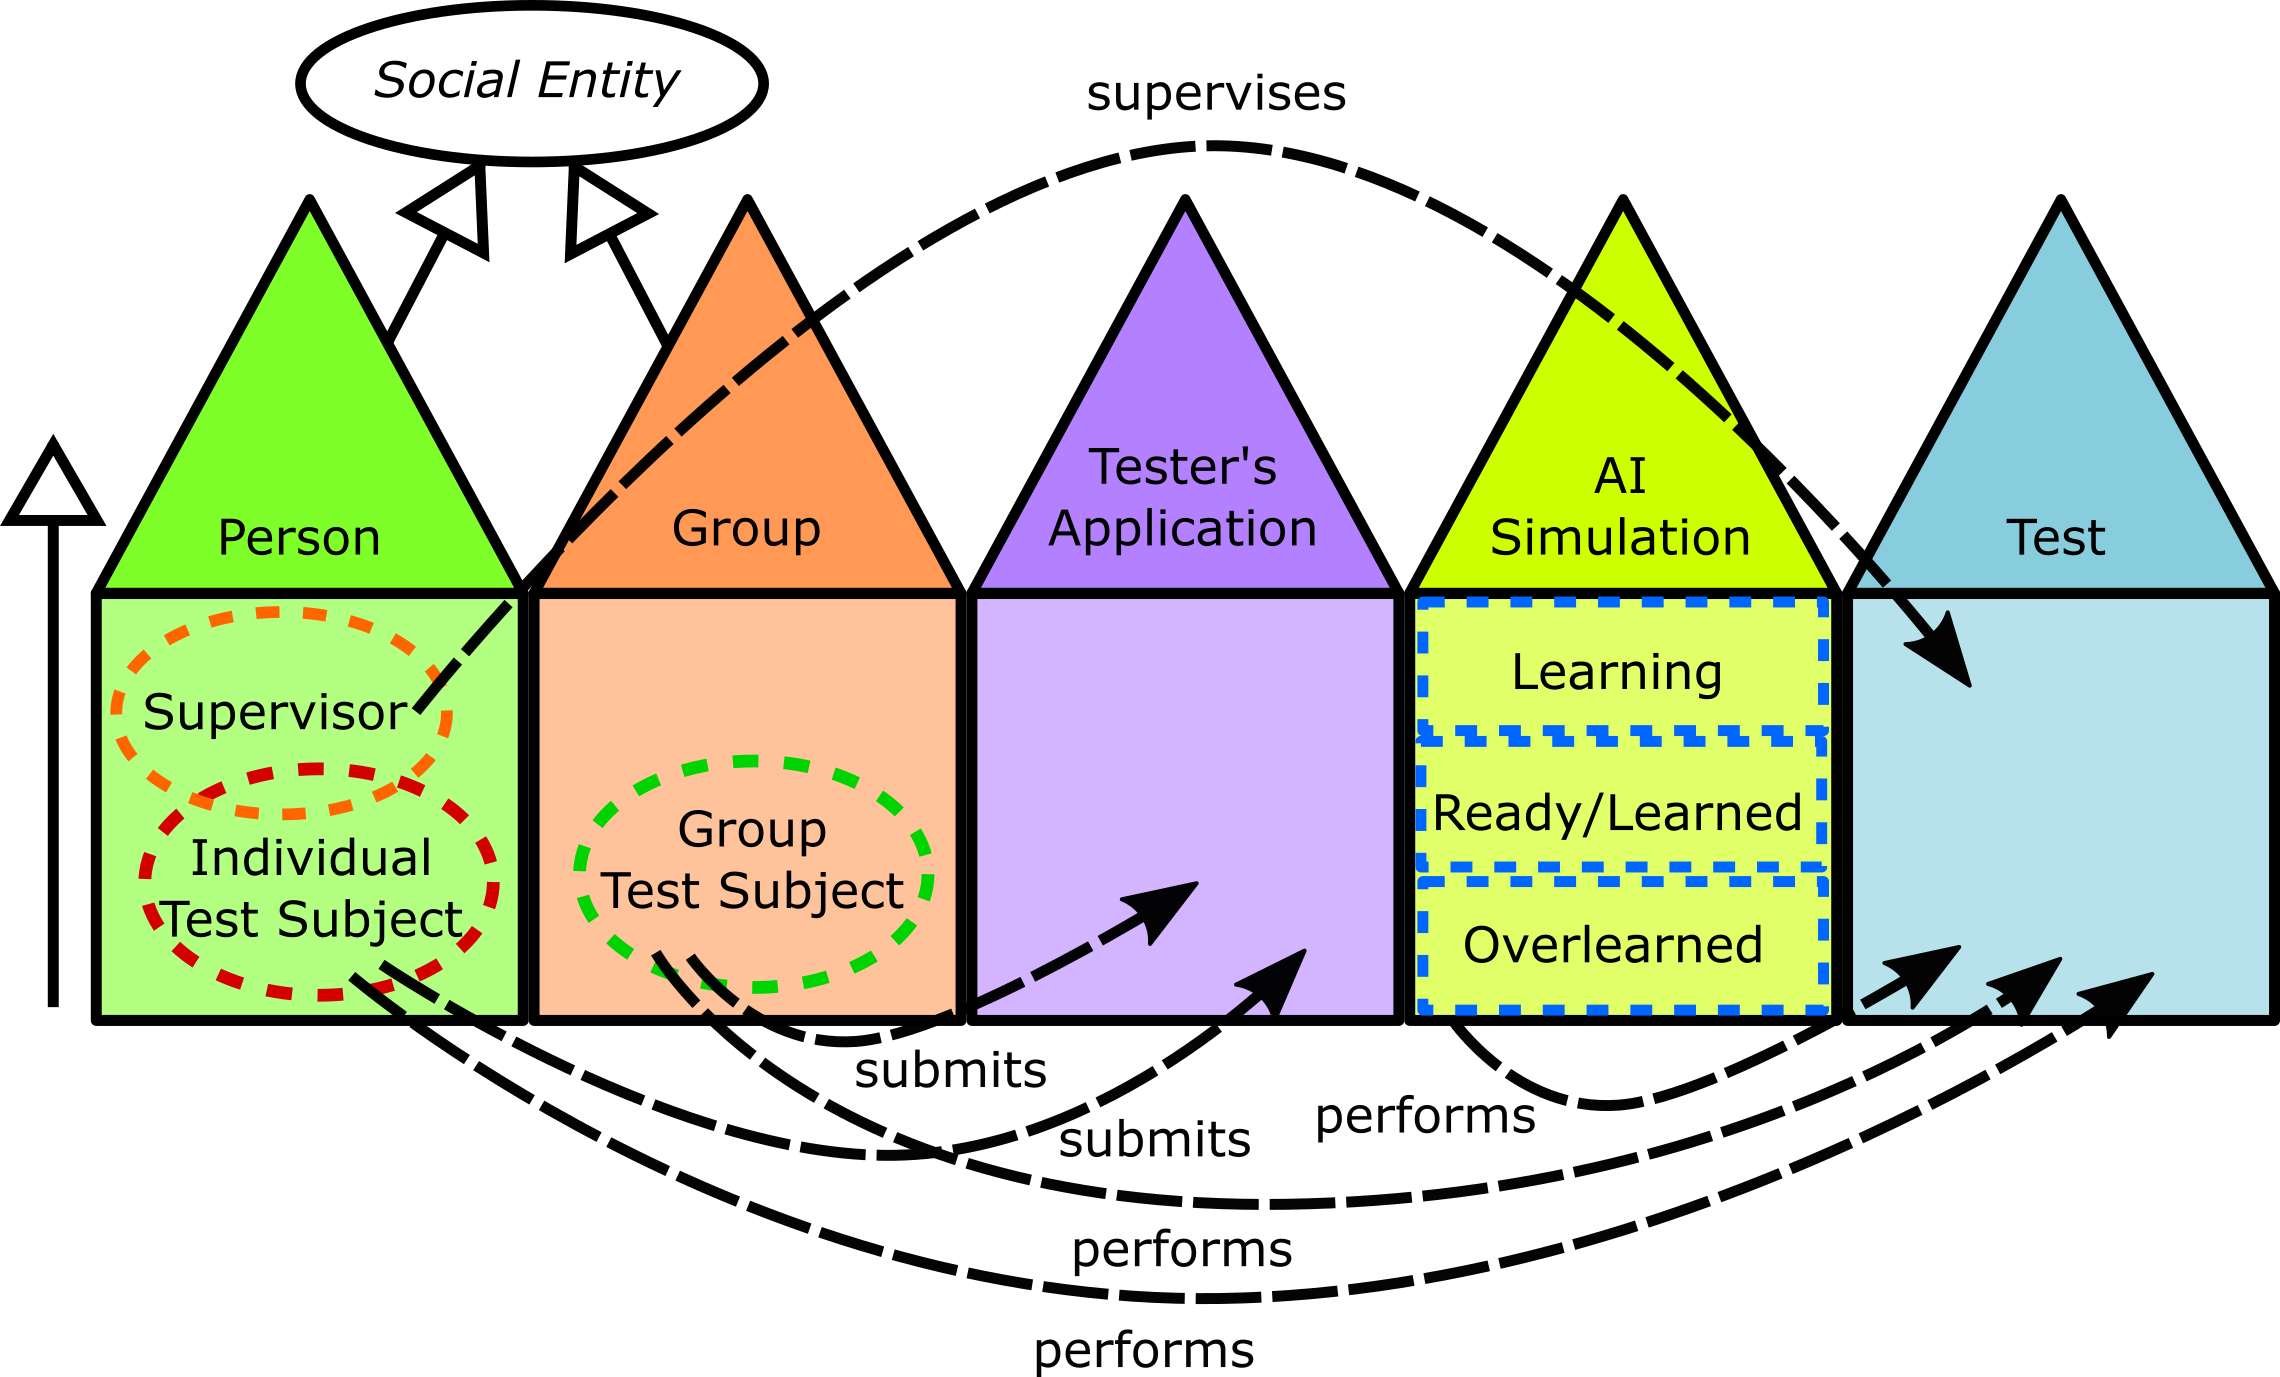 Social Entity
supervises
Person
Group
Tester's
Application
AI
Simulation
Test
Supervisor
Individual
Test Subject
Group
Test Subject
Learning
Ready/Learned
Overlearned
submits
submits
performs
performs
performs